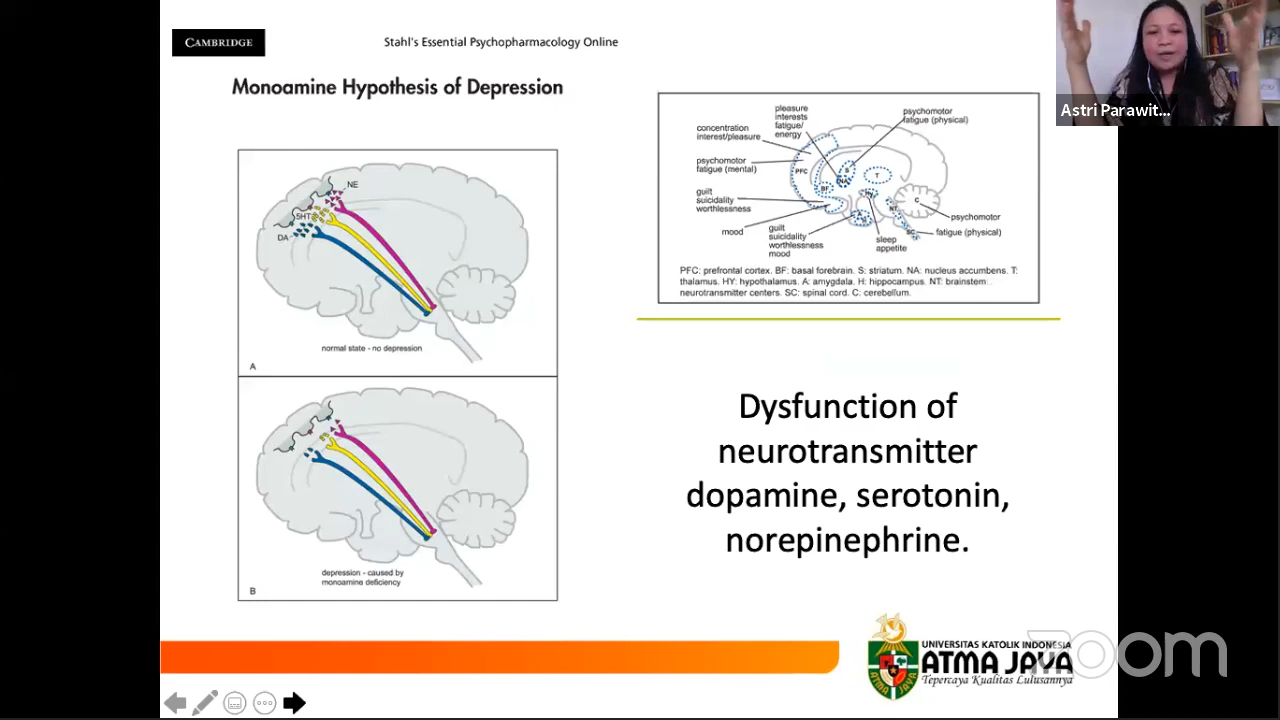 CAMBRIDGE
Stahl's Essential Psychopharmacology Online
Monoamine Hypothesis of Depression
NE
5HT
DA
normal state - no depression
A
depression - caused by
monoamine deficiency
B
pleasure
interests
fatigue/
energy
psychomotor
fatigue (physical)
concentration
interest/pleasure
psychomotor
fatigue (mental)
guilt
suicidality
worthlessness
mood
guilt
suicidality
worthlessness
mood
sleep
appetite
psychomotor
fatigue (physical)
PFC
BF
S
NA
T
HY
NT
C
SC
PFC: prefrontal cortex. BF: basal forebrain. S: striatum. NA: nucleus accumbens. T:
thalamus. HY: hypothalamus. A: amygdala. H: hippocampus. NT: brainstem
neurotransmitter centers. SC: spinal cord. C: cerebellum.
Dysfunction of
neurotransmitter
dopamine, serotonin,
norepinephrine.
UNIVERSITAS KATOLIK INDONESIA
ATMA JAYA
Tepercaya Kualitas Lulusannya
ATMA JAYA
zoom
Astri Parawit...